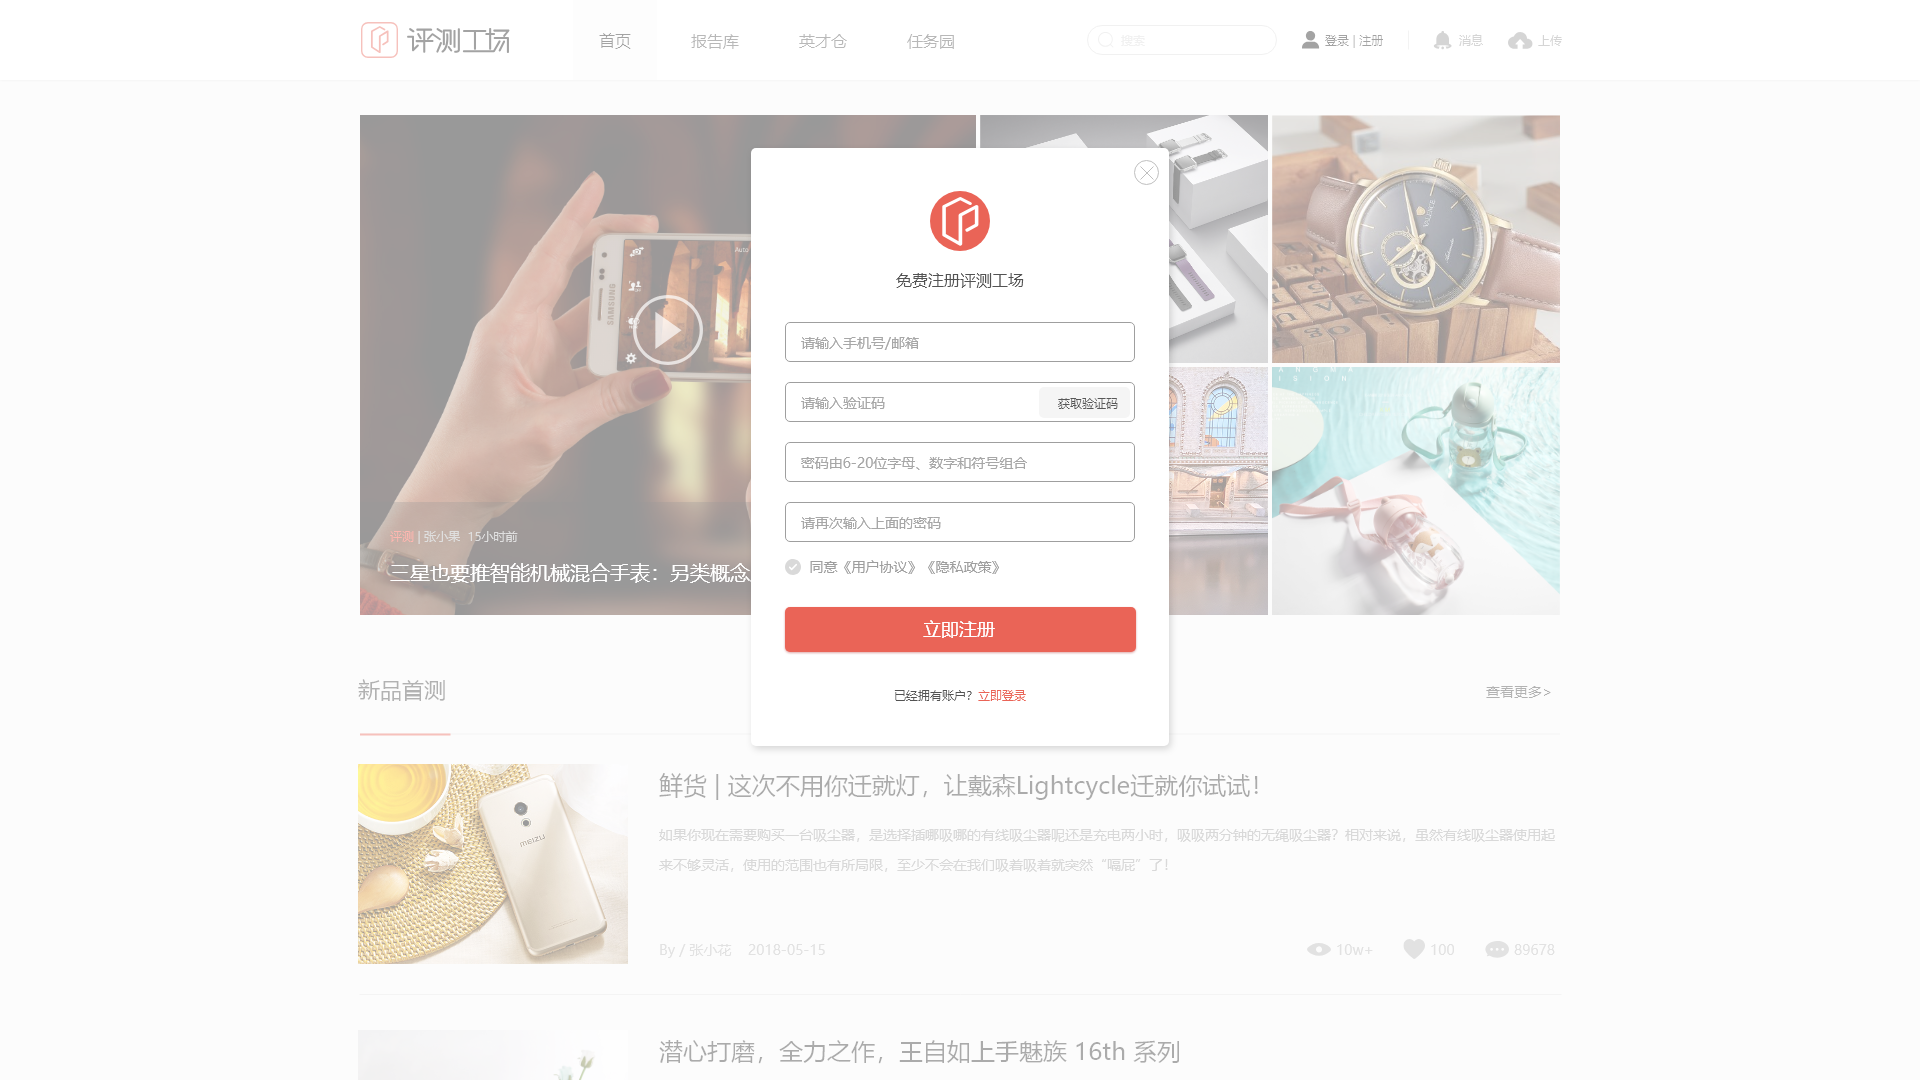 评测工场
首页
报告库
英才仓
任务园
搜索
登录 | 注册
消息
上传
Auto
SAMSUNG
免费注册评测工场
请输入手机号/邮箱
请输入验证码
获取验证码
密码由6-20位字母、数字和符号组合
请再次输入上面的密码
同意《用户协议》《隐私政策》
立即注册
已经拥有账户？立即登录
评测 | 张小果 15小时前
三星也要推智能机械混合手表：另类概念
新品首测
查看更多>
MEIZU
鲜货 | 这次不用你迁就灯，让戴森Lightcycle迁就你试试！
如果你现在需要购买一台吸尘器，是选择插哪吸哪的有线吸尘器呢还是充电两小时，吸吸两分钟的无绳吸尘器？相对来说，虽然有线吸尘器使用起
来不够灵活，使用的范围也有所局限，至少不会在我们吸着吸着就突然“嗝屁”了！
By / 张小花 2018-05-15
10w+
100
89678
潜心打磨，全力之作，王自如上手魅族 16th 系列